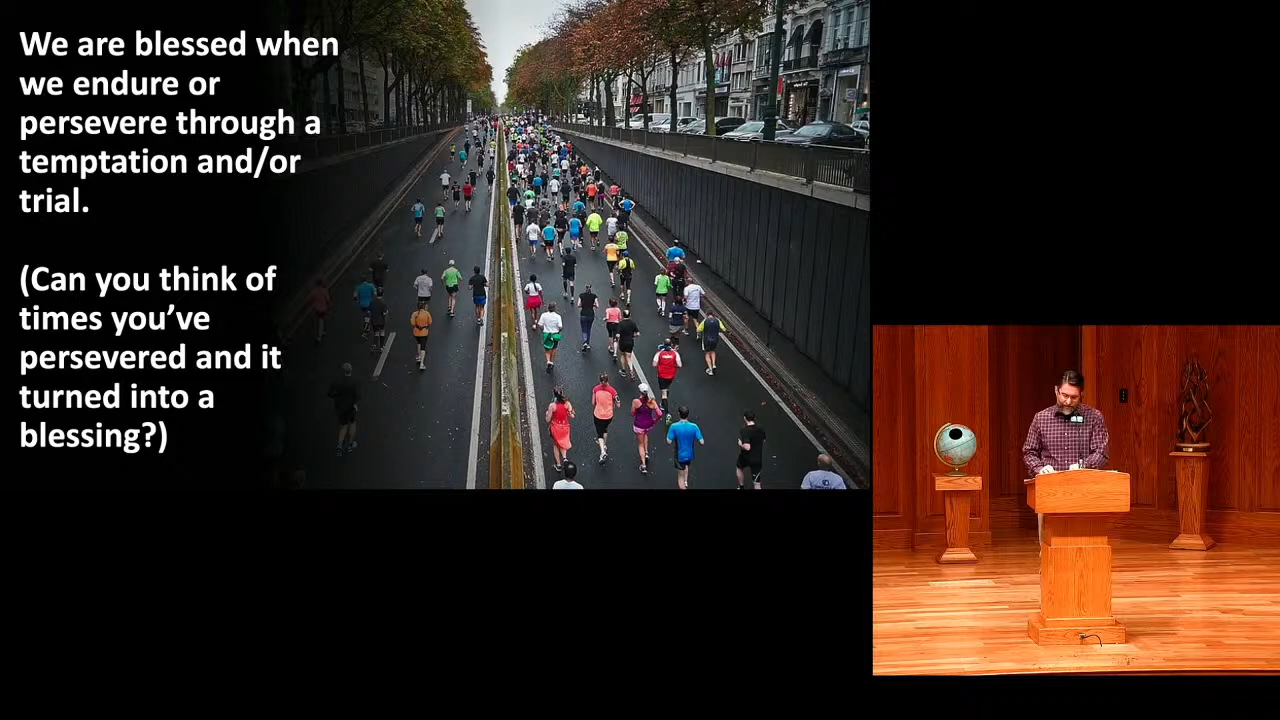 We are blessed when
we endure or
persevere through a
temptation and/or
trial.
(Can you think of
times you’ve
persevered and it
turned into a
blessing?)